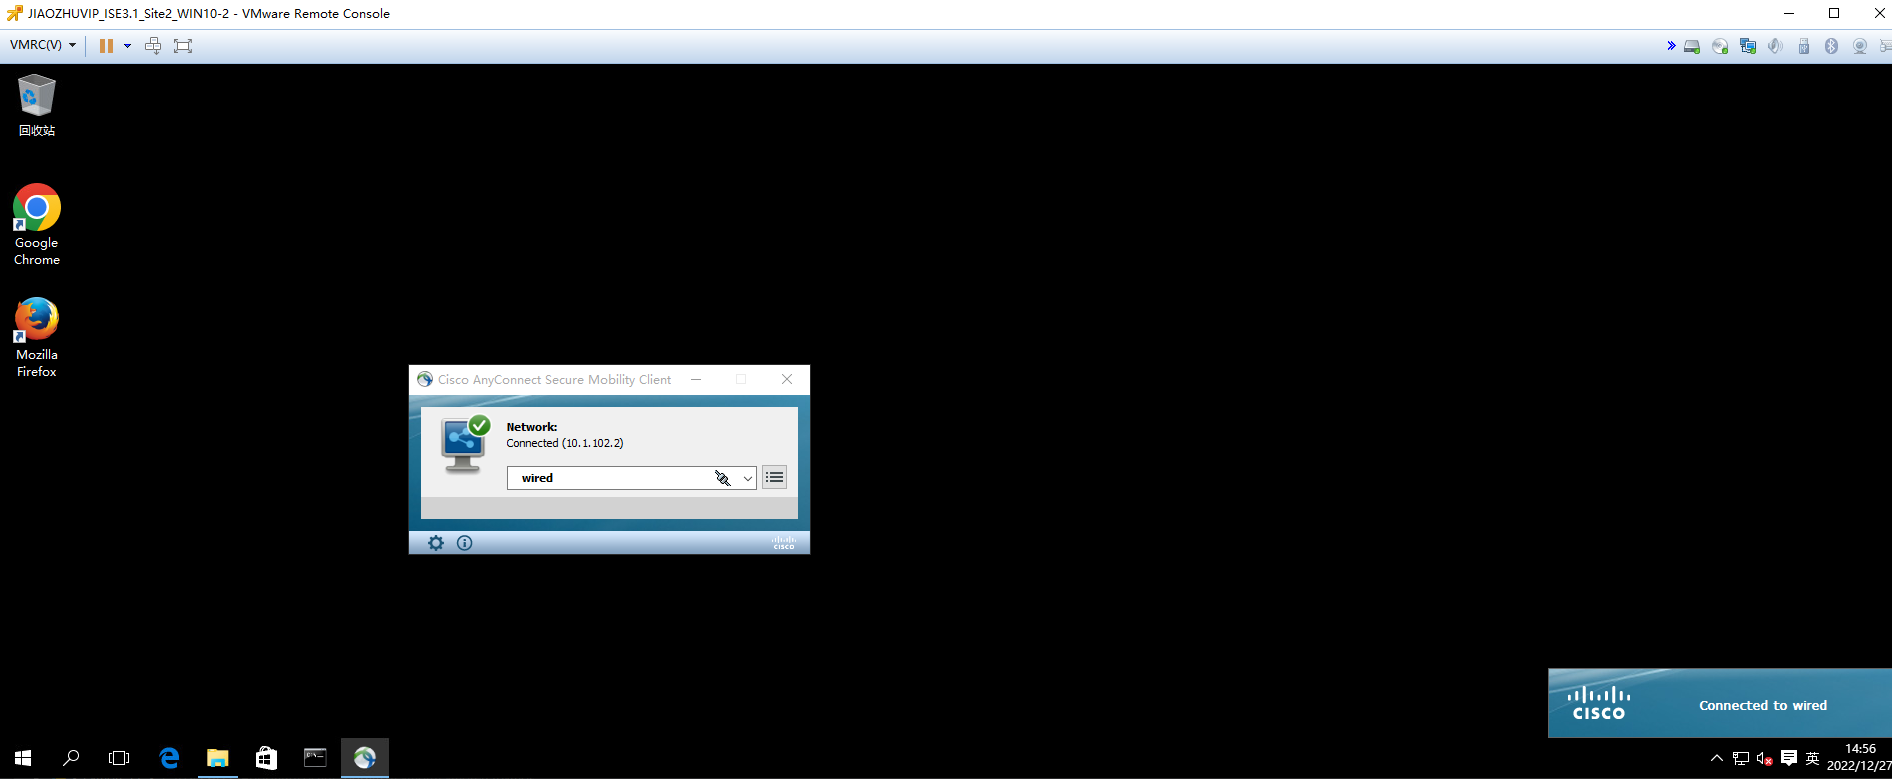 JIAOZHUVIP_ISE3.1_Site2_WIN10-2 - VMware Remote Console
VMRC(V)
回收站
Google
Chrome
Mozilla
Firefox
Cisco AnyConnect Secure Mobility Client
Network:
Connected (10.1.102.2)
wired
cisco
CISCO
Connected to wired
英
14:56
2022/12/27